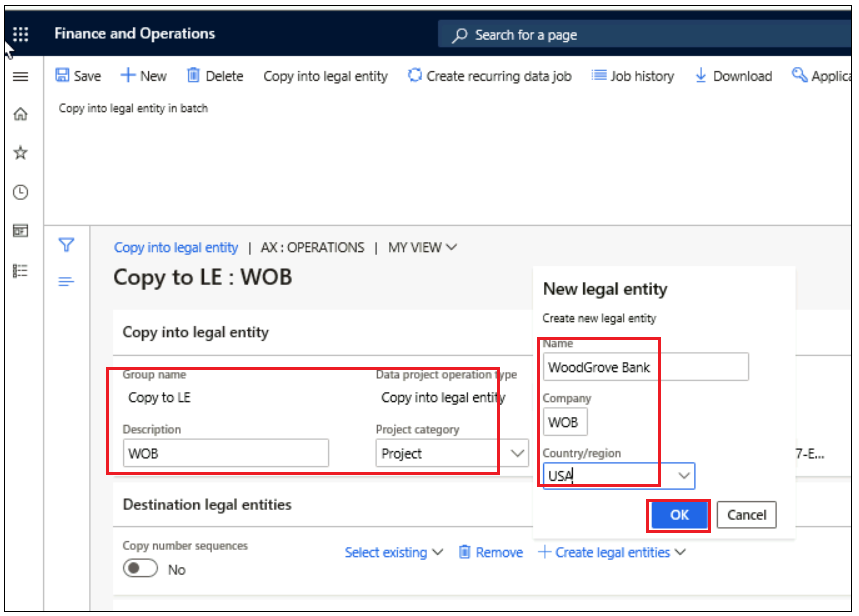 Finance and Operations
Search for a page
Save New Delete Copy into legal entity Create recurring data job Job history Download Applica
Copy into legal entity in batch
Copy into legal entity | AX : OPERATIONS | MY VIEW
Copy to LE : WOB
Copy into legal entity
Group name
Copy to LE
Data project operation type
Copy into legal entity
Description
WOB
Project category
Project
7-E...
Destination legal entities
Copy number sequences
No
Select existing Remove Create legal entities
New legal entity
Create new legal entity
Name
WoodGrove Bank
Company
WOB
Country/region
USA
OK Cancel